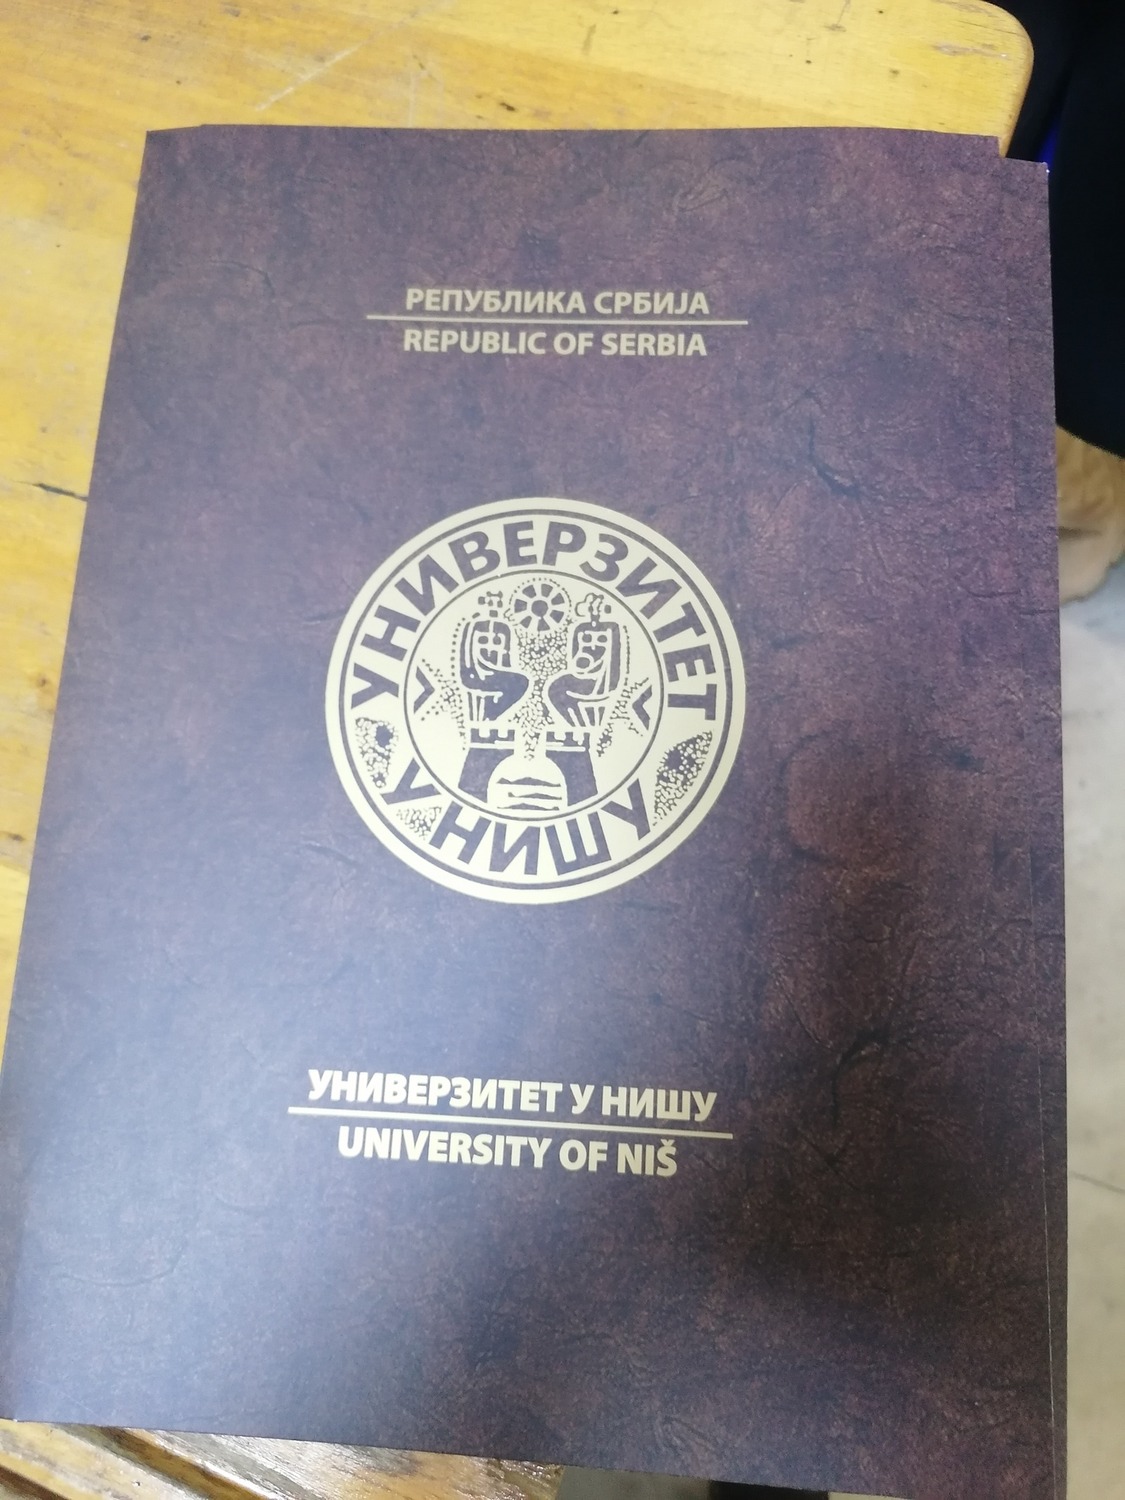 РЕПУБЛИКА СРБИЈА
REPUBLIC OF SERBIA
УНИВЕРЗИТЕТ
У НИШУ
УНИВЕРЗИТЕТ У НИШУ
UNIVERSITY OF NIŠ